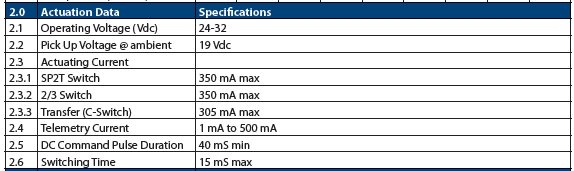 2.0 Actuation Data Specifications
2.1 Operating Voltage (Vdc) 24-32
2.2 Pick Up Voltage @ ambient 19 Vdc
2.3 Actuating Current
2.3.1 SP2T Switch 350 mA max
2.3.2 2/3 Switch 350 mA max
2.3.3 Transfer (C-Switch) 305 mA max
2.4 Telemetry Current 1 mA to 500 mA
2.5 DC Command Pulse Duration 40 mS min
2.6 Switching Time 15 mS max